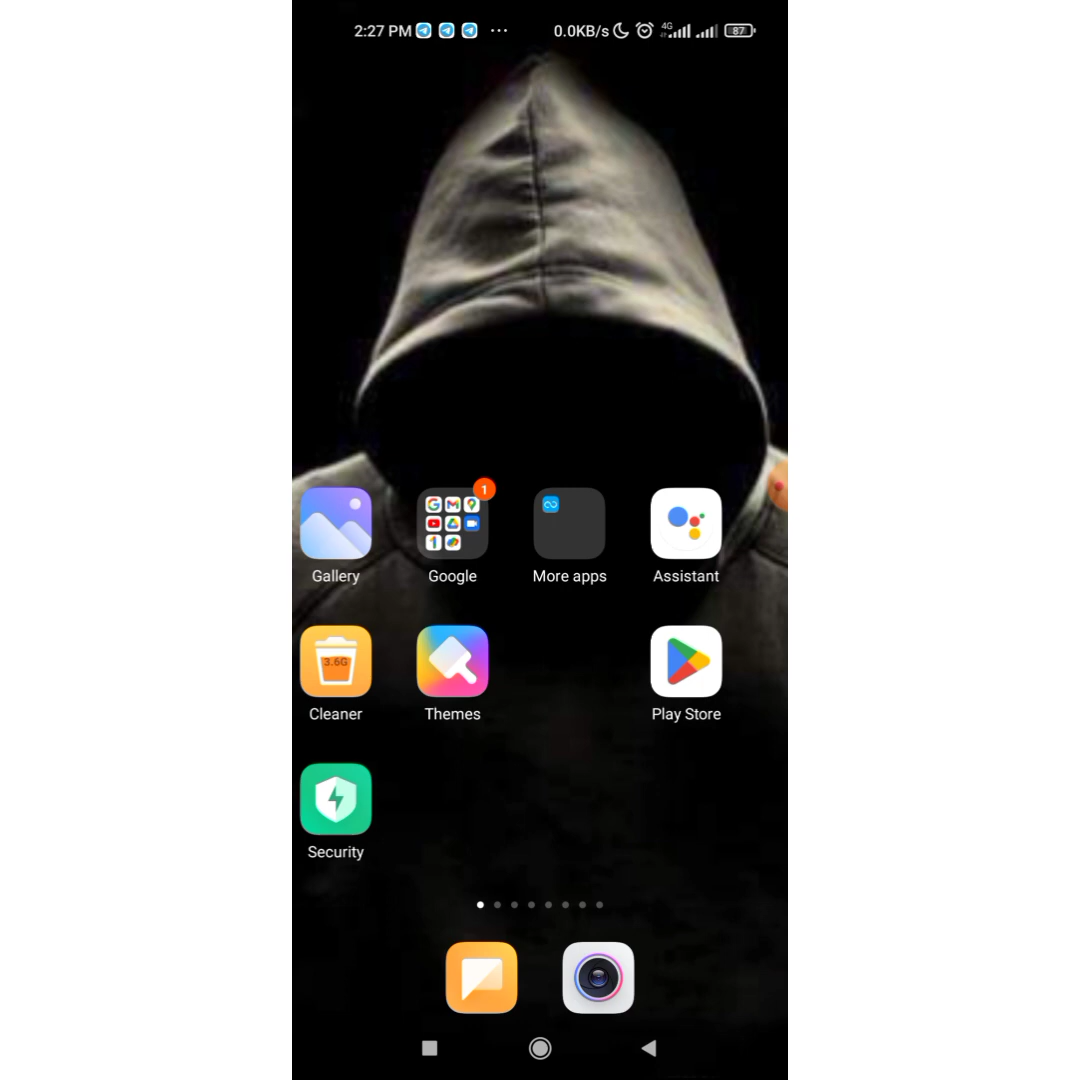 2:27 PM ... 0.0KB/s 4G 87
1
Gallery Google More apps Assistant
3.6G
Cleaner Themes Play Store
Security